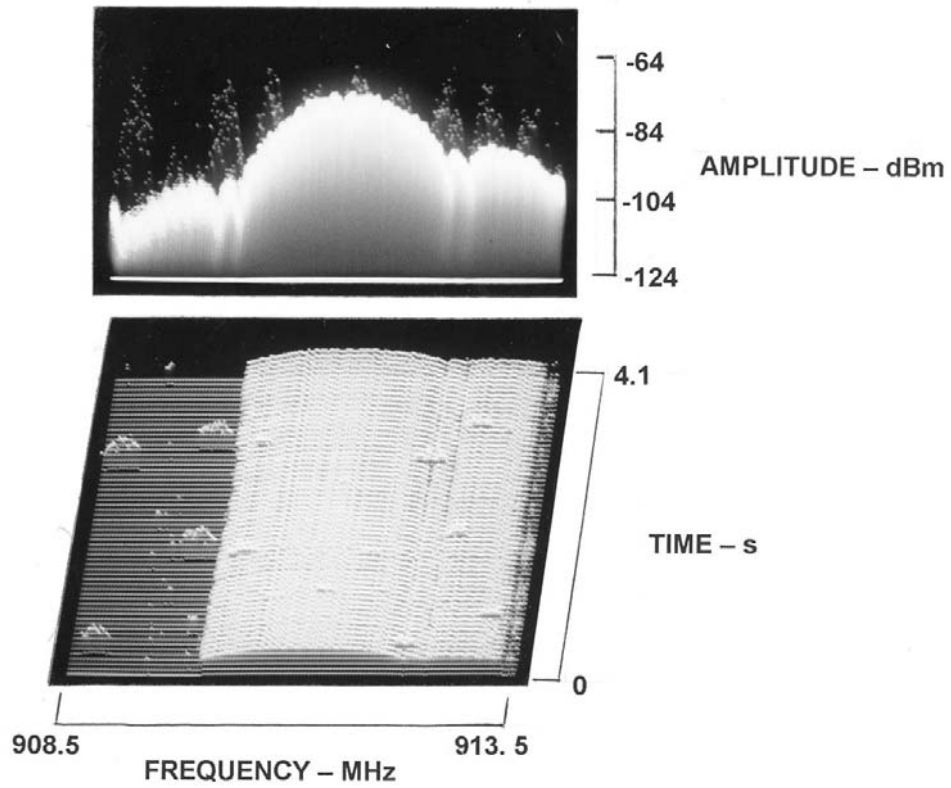 -64
-84
AMPLITUDE – dBm
-104
-124
4.1
TIME – s
0
908.5
913. 5
FREQUENCY – MHz